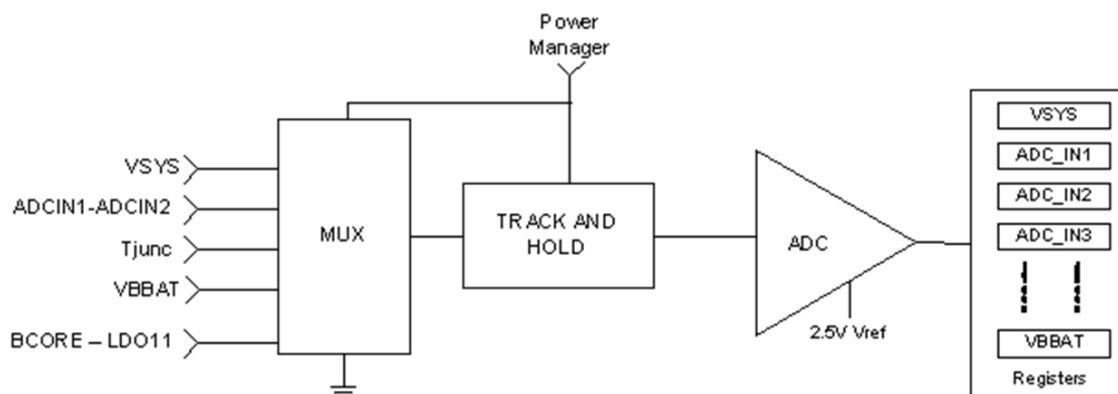 Power
Manager
VSYS
ADCIN1-ADCIN2
Tjunc
VBBAT
BCORE – LDO11
MUX
TRACK AND
HOLD
ADC
2.5V Vref
VSYS
ADC_IN1
ADC_IN2
ADC_IN3
VBBAT
Registers